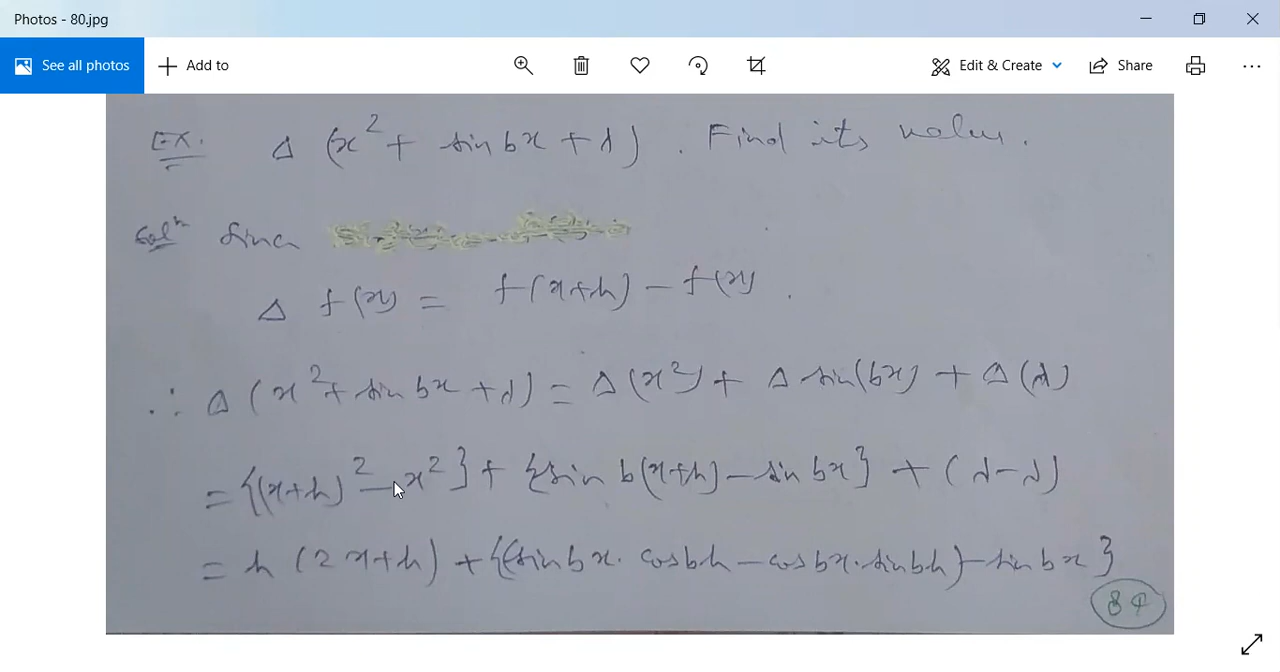 Photos - 80.jpg
See all photos
Add to
Edit & Create
Share
Ex. Δ (x² + sin bx + λ). Find its value.
Solⁿ Since
Δ f(x) = f(x+h) - f(x).
∴ Δ (x² + sin bx + λ) = Δ(x²) + Δ sin(bx) + Δ(λ)
= {(x+h)² - x²} + {sin b(x+h) - sin bx} + (λ-λ)
= h (2x+h) + {(sin bx. cos bh - cos bx. sin bh) - sin bx}
84